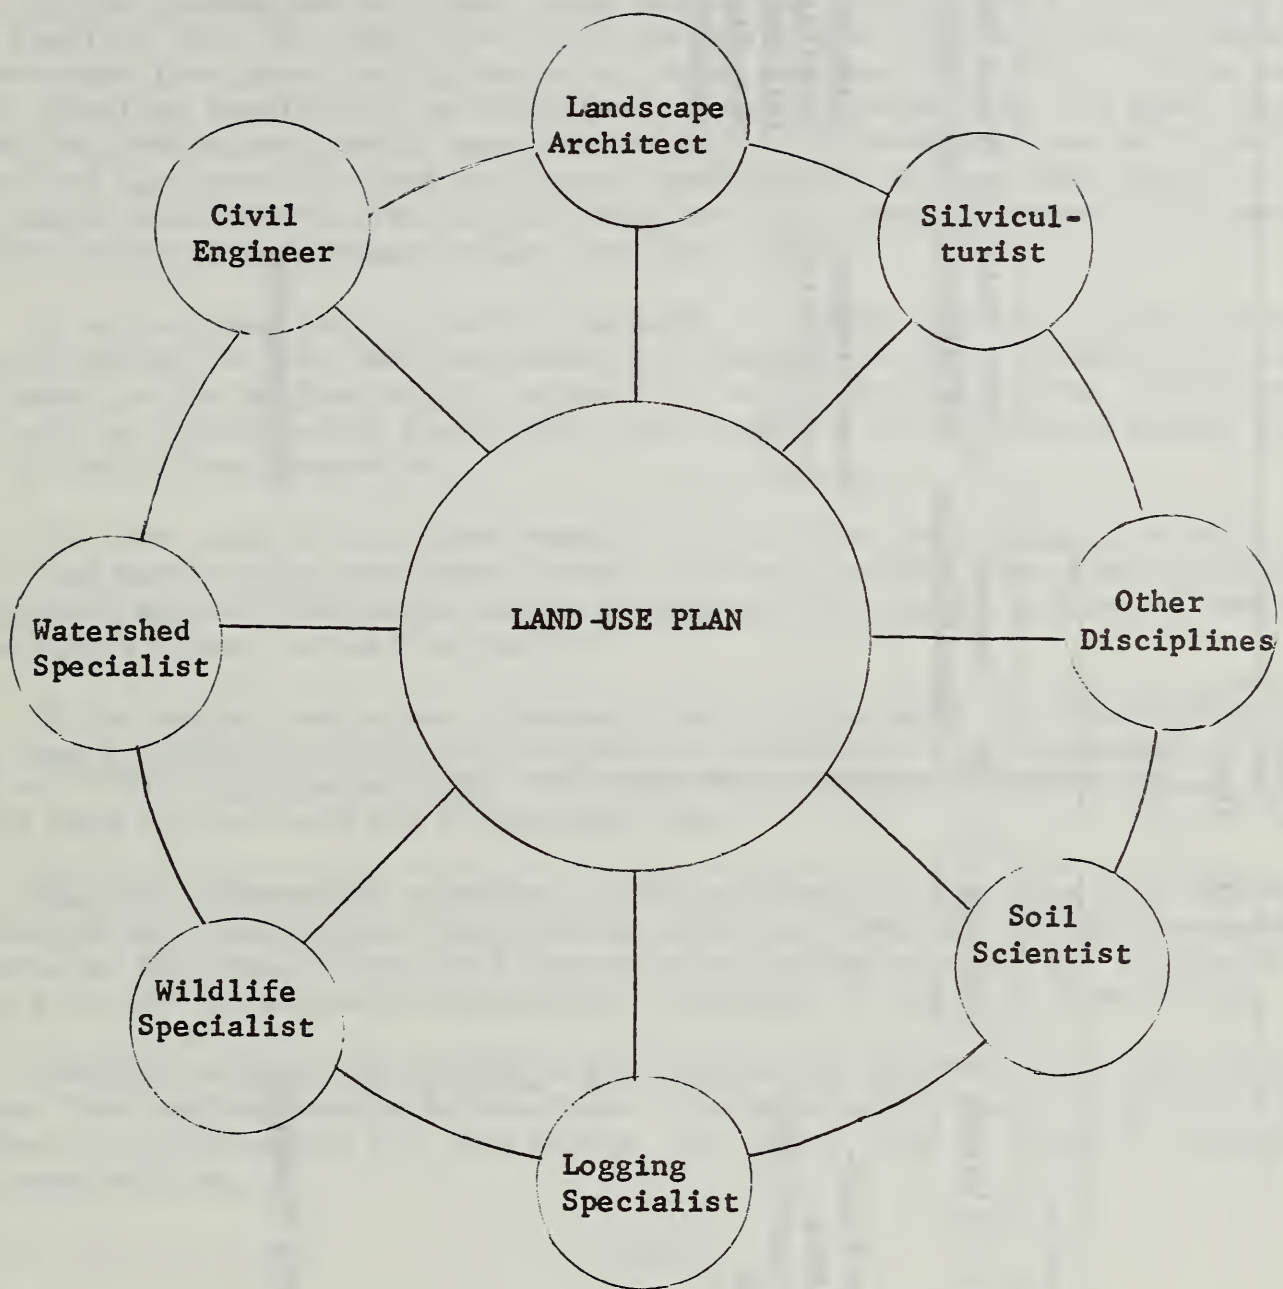 Landscape
Architect
Civil
Engineer
Silvicul-
turist
LAND-USE PLAN
Other
Disciplines
Watershed
Specialist
Soil
Scientist
Wildlife
Specialist
Logging
Specialist